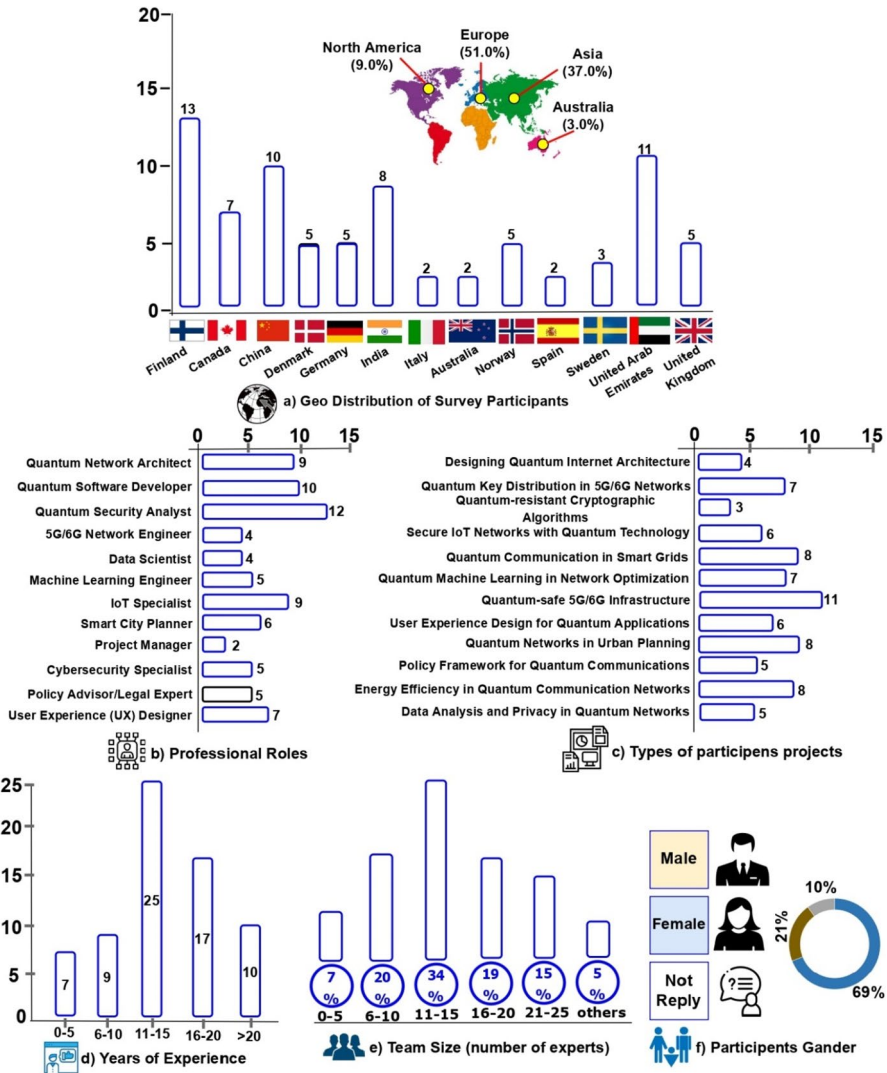 20
North America
(9.0%)
Europe
(51.0%)
Asia
(37.0%)
Australia
(3.0%)
15
10
5
0
13
7
10
5
5
8
2
2
5
2
3
11
5
Finland
Canada
China
Denmark
Germany
India
Italy
Australia
Norway
Spain
Sweden
United Arab
Emirates
United
Kingdom
a) Geo Distribution of Survey Participants
0 5 10 15
Quantum Network Architect 9
Quantum Software Developer 10
Quantum Security Analyst 12
5G/6G Network Engineer 4
Data Scientist 4
Machine Learning Engineer 5
IoT Specialist 9
Smart City Planner 6
Project Manager 2
Cybersecurity Specialist 5
Policy Advisor/Legal Expert 5
User Experience (UX) Designer 7
b) Professional Roles
0 5 10 15
Designing Quantum Internet Architecture 4
Quantum Key Distribution in 5G/6G Networks 7
Quantum-resistant Cryptographic
Algorithms 3
Secure IoT Networks with Quantum Technology 6
Quantum Communication in Smart Grids 8
Quantum Machine Learning in Network Optimization 7
Quantum-safe 5G/6G Infrastructure 11
User Experience Design for Quantum Applications 6
Quantum Networks in Urban Planning 8
Policy Framework for Quantum Communications 5
Energy Efficiency in Quantum Communication Networks 8
Data Analysis and Privacy in Quantum Networks 5
c) Types of participens projects
25
20
15
10
5
0
7
9
25
17
10
0-5 6-10 11-15 16-20 >20
d) Years of Experience
7
%
20
%
34
%
19
%
15
%
5
%
0-5 6-10 11-15 16-20 21-25 others
e) Team Size (number of experts)
Male
Female
Not
Reply
10%
21%
69%
f) Participants Gander